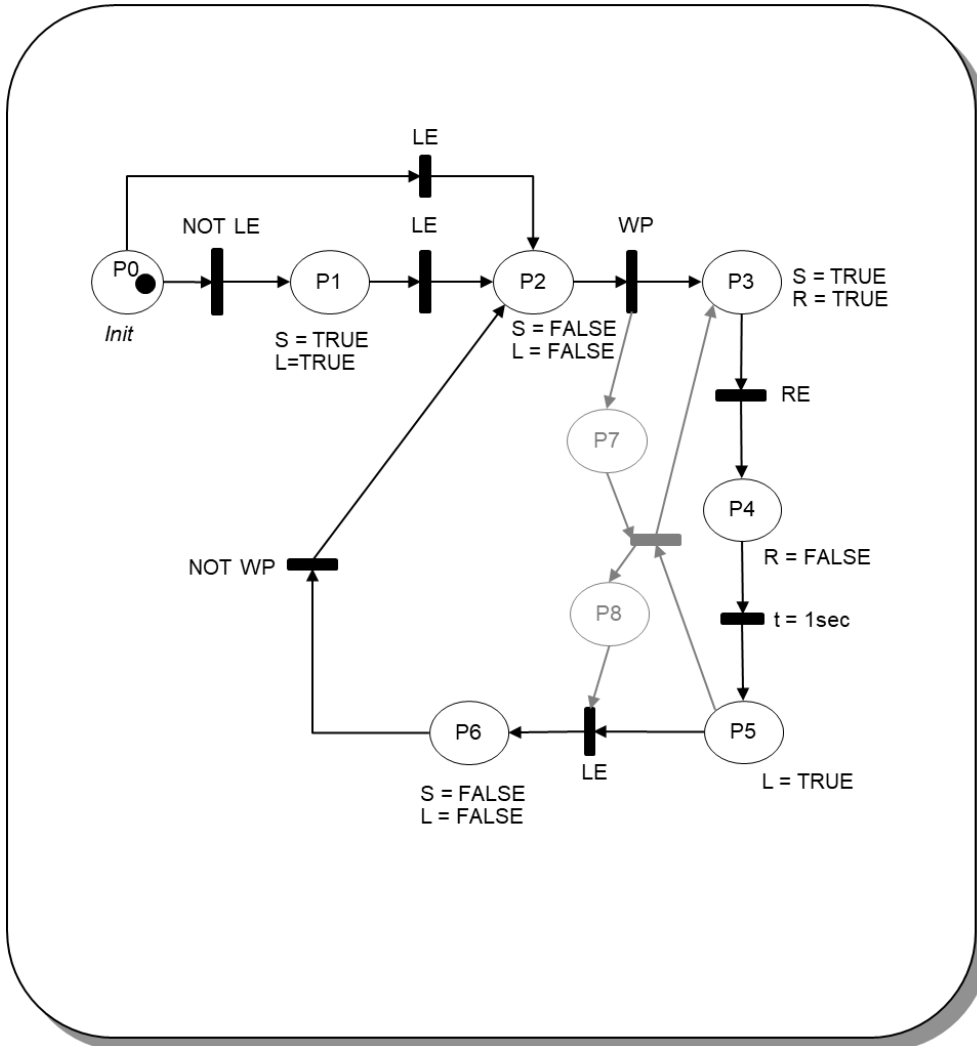 LE
NOT LE
LE
WP
P0
P1
P2
P3
S = TRUE
R = TRUE
Init
S = TRUE
L=TRUE
S = FALSE
L = FALSE
RE
P7
P4
R = FALSE
NOT WP
P8
t = 1sec
P6
P5
LE
L = TRUE
S = FALSE
L = FALSE